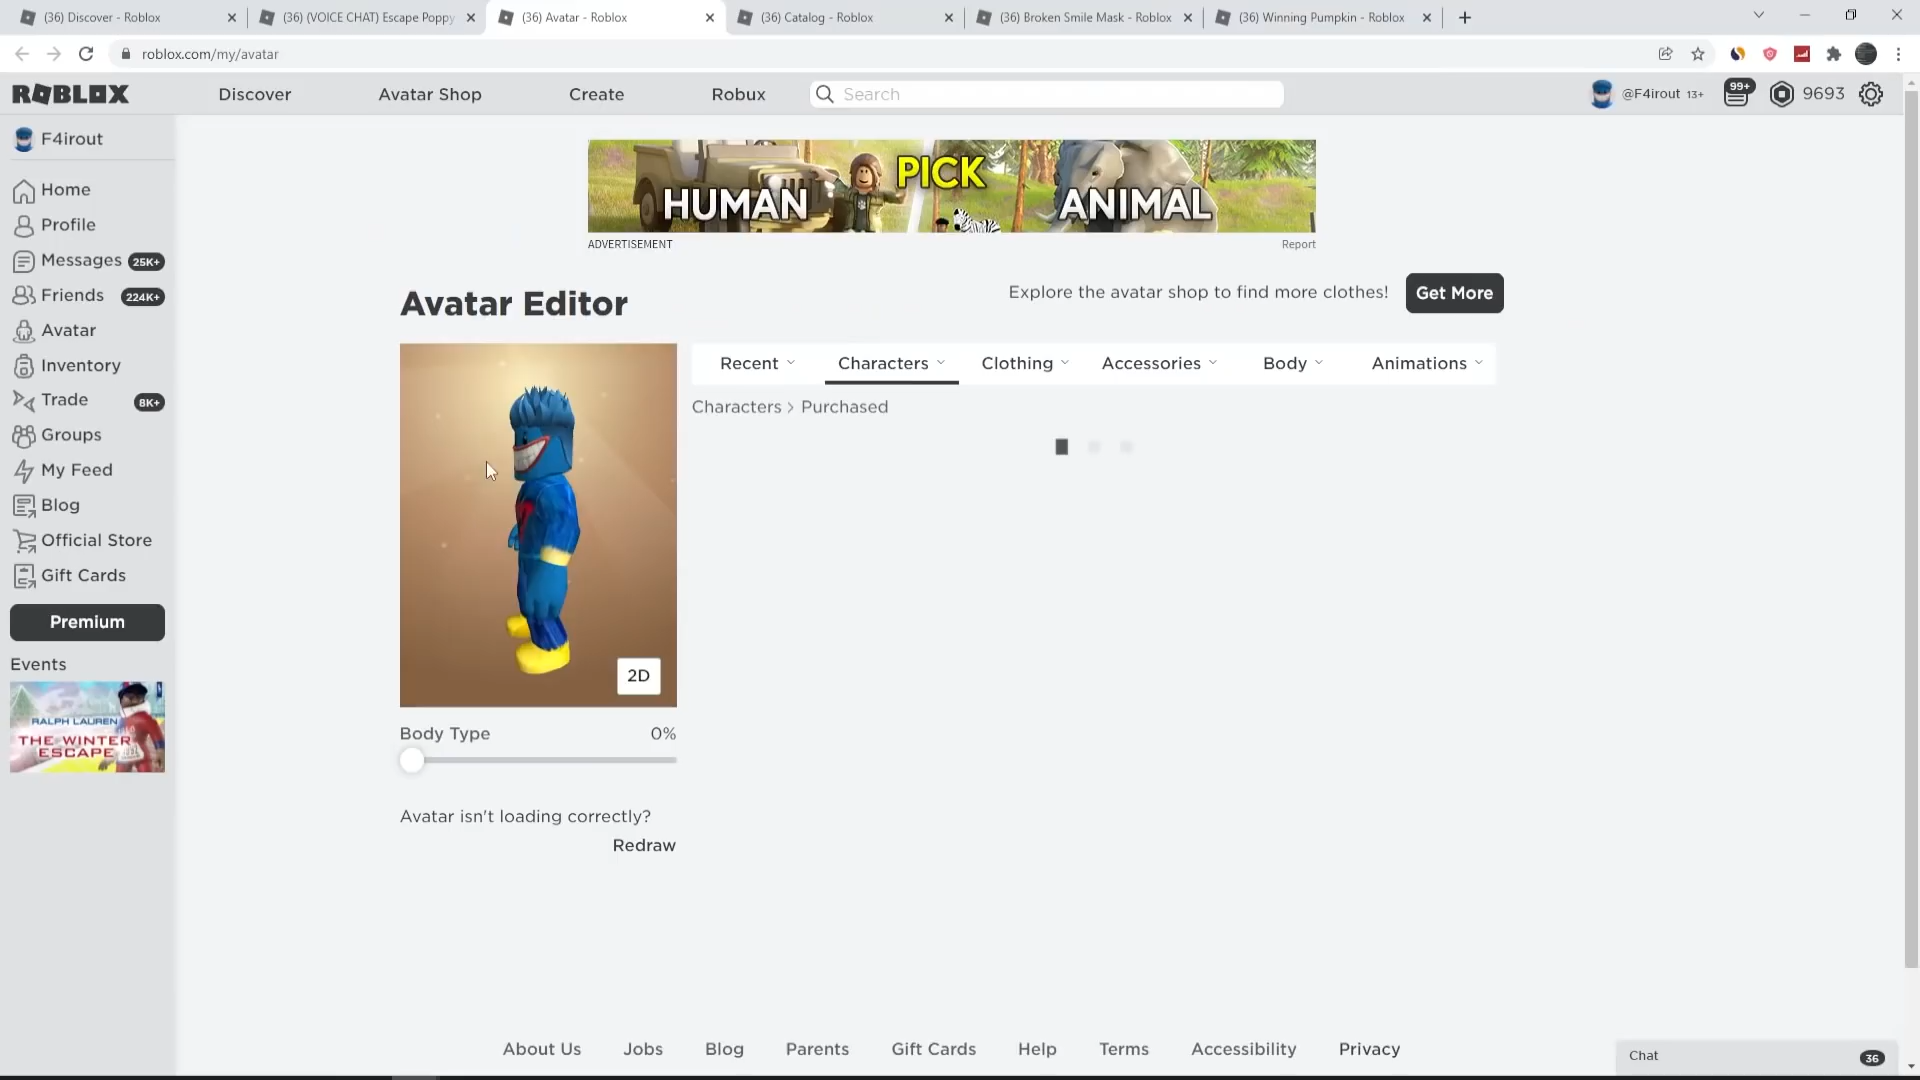 (36) Discover - Roblox
(36) (VOICE CHAT) Escape Poppy
(36) Avatar - Roblox
(36) Catalog - Roblox
(36) Broken Smile Mask - Roblox
(36) Winning Pumpkin - Roblox
roblox.com/my/avatar
ROBLOX
Discover
Avatar Shop
Create
Robux
Search
@F4irout 13+
99+
9693
F4irout
Home
Profile
Messages 25K+
Friends 224K+
Avatar
Inventory
Trade 8K+
Groups
My Feed
Blog
Official Store
Gift Cards
Premium
Events
RALPH LAUREN
THE WINTER
ESCAPE
HUMAN PICK ANIMAL
ADVERTISEMENT
Report
Avatar Editor
Explore the avatar shop to find more clothes!
Get More
Recent
Characters
Clothing
Accessories
Body
Animations
Characters > Purchased
2D
Body Type 0%
Avatar isn't loading correctly?
Redraw
About Us
Jobs
Blog
Parents
Gift Cards
Help
Terms
Accessibility
Privacy
Chat 36